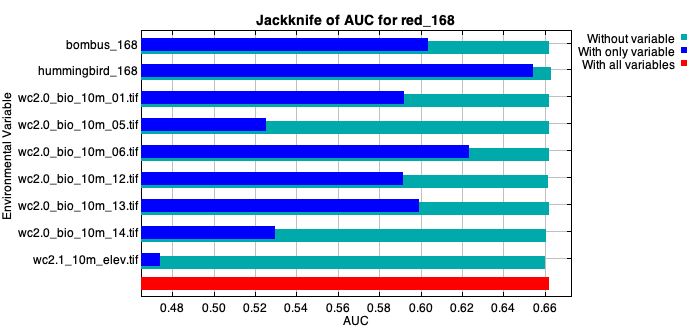 Jackknife of AUC for red_168
Without variable
With only variable
With all variables
Environmental Variable
bombus_168
hummingbird_168
wc2.0_bio_10m_01.tif
wc2.0_bio_10m_05.tif
wc2.0_bio_10m_06.tif
wc2.0_bio_10m_12.tif
wc2.0_bio_10m_13.tif
wc2.0_bio_10m_14.tif
wc2.1_10m_elev.tif
0.48 0.50 0.52 0.54 0.56 0.58 0.60 0.62 0.64 0.66
AUC